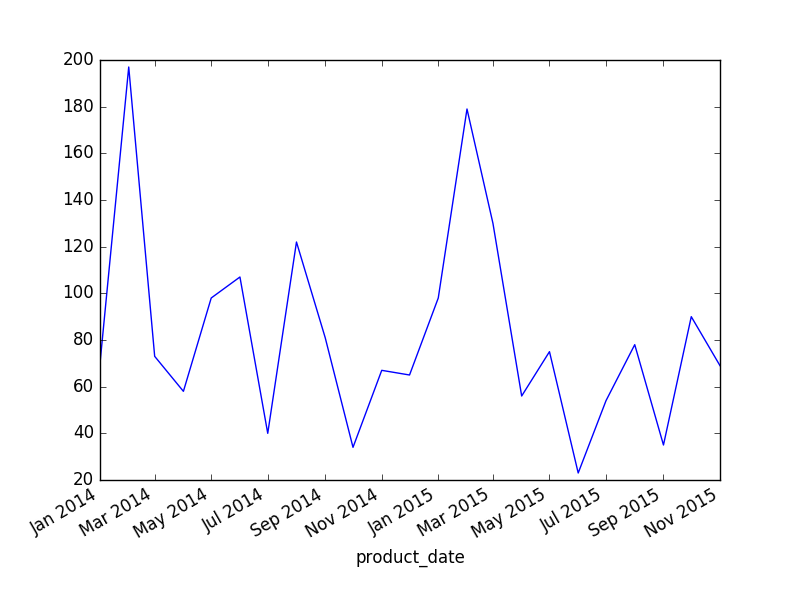 200
180
160
140
120
100
80
60
40
20
Jan 2014
Mar 2014
May 2014
Jul 2014
Sep 2014
Nov 2014
Jan 2015
Mar 2015
May 2015
Jul 2015
Sep 2015
Nov 2015
product_date